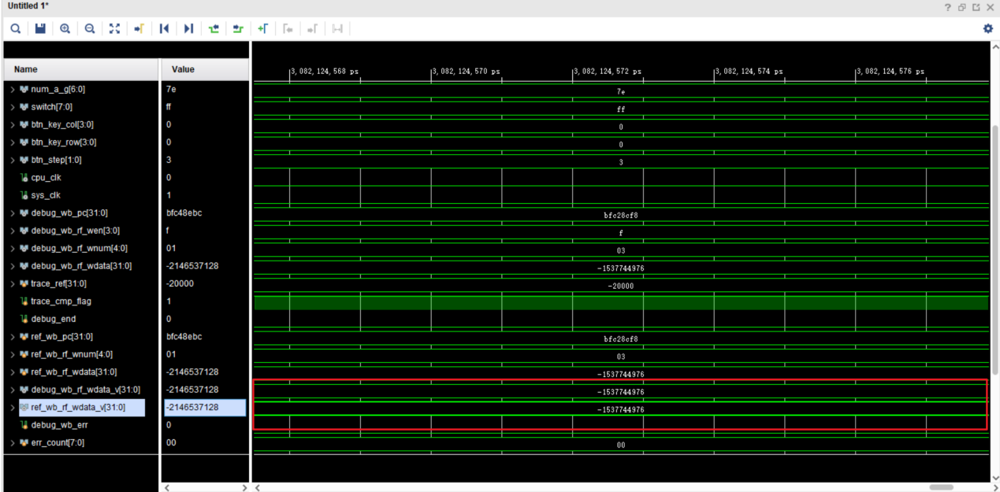 Untitled 1*
Name Value
3,082,124,568 ps 3,082,124,570 ps 3,082,124,572 ps 3,082,124,574 ps 3,082,124,576 ps
num_a_g[6:0] 7e 7e
switch[7:0] ff ff
btn_key_col[3:0] 0 0
btn_key_row[3:0] 0 0
btn_step[1:0] 3 3
cpu_clk 0
sys_clk 1
debug_wb_pc[31:0] bfc48ebc bfc28cf8
debug_wb_rf_wen[3:0] f f
debug_wb_rf_wnum[4:0] 01 03
debug_wb_rf_wdata[31:0] -2146537128 -1537744976
trace_ref[31:0] -20000 -20000
trace_cmp_flag 1
debug_end 0
ref_wb_pc[31:0] bfc48ebc bfc28cf8
ref_wb_rf_wnum[4:0] 01 03
ref_wb_rf_wdata[31:0] -2146537128 -1537744976
debug_wb_rf_wdata_v[31:0] -2146537128 -1537744976
ref_wb_rf_wdata_v[31:0] -2146537128 -1537744976
debug_wb_err 0
err_count[7:0] 00 00